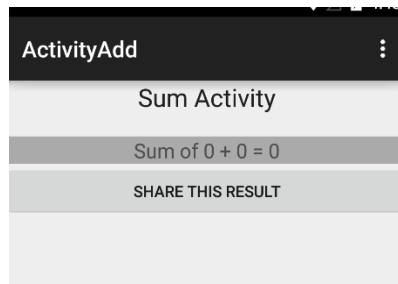 ActivityAdd
Sum Activity
Sum of 0 + 0 = 0
SHARE THIS RESULT